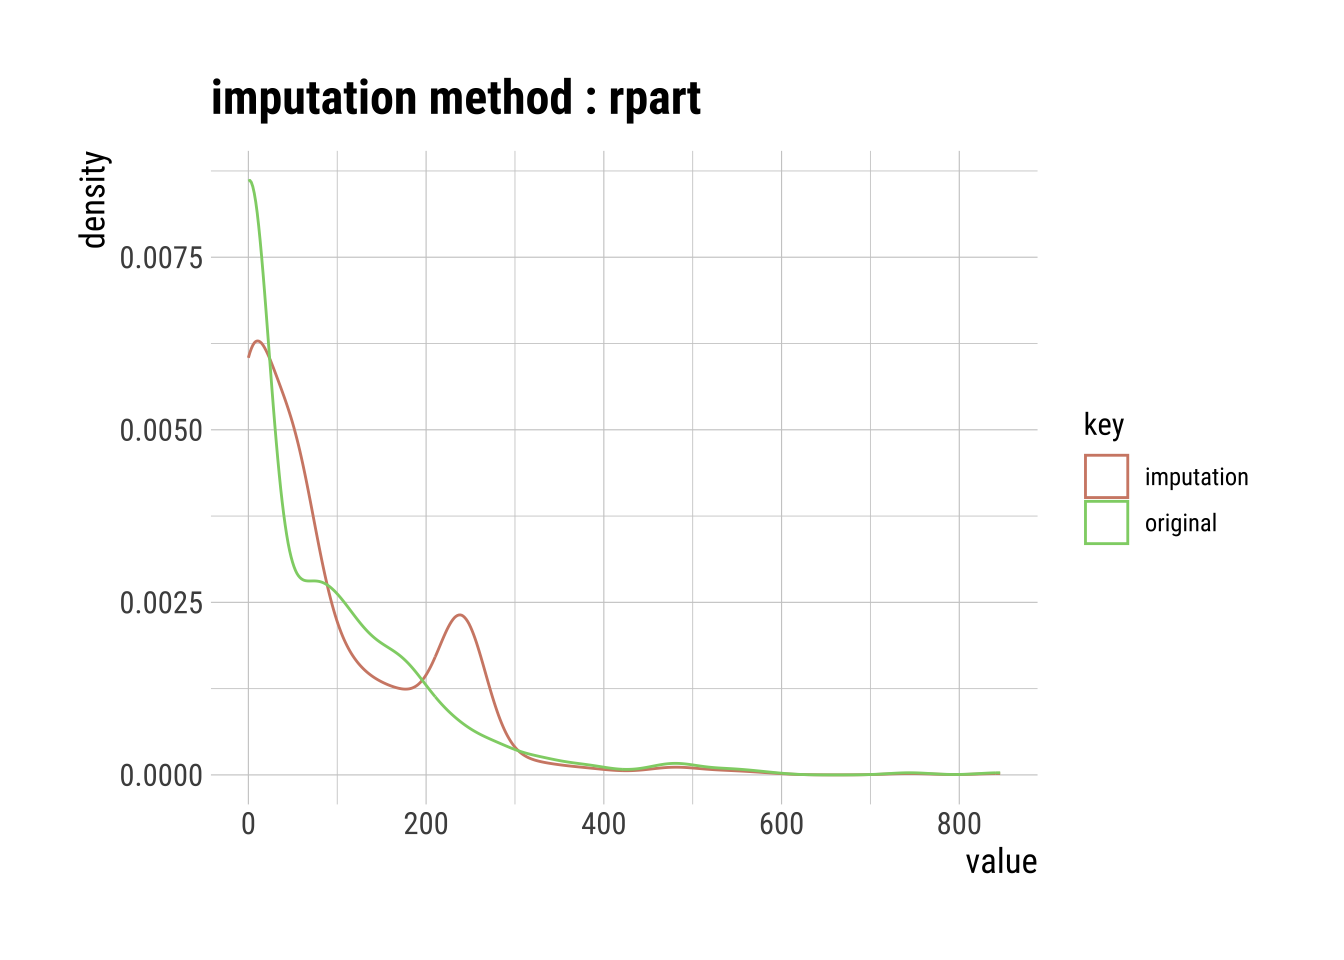 imputation method : rpart
density
0.0075
0.0050
0.0025
0.0000
0 200 400 600 800
value
key
imputation
original